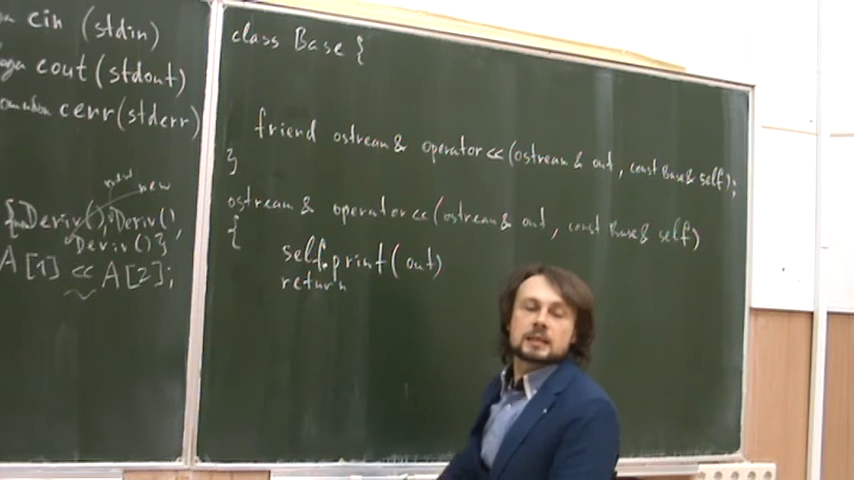 cin (stdin)
cout (stdout)
cerr (stderr)
new
new
{Deriv(), Deriv(),
Deriv()}
A[1] << A[2];
class Base {
friend ostream & operator << (ostream & out, const Base & self);
}
ostream & operator << (ostream & out, const Base & self)
{
self.print( out)
return